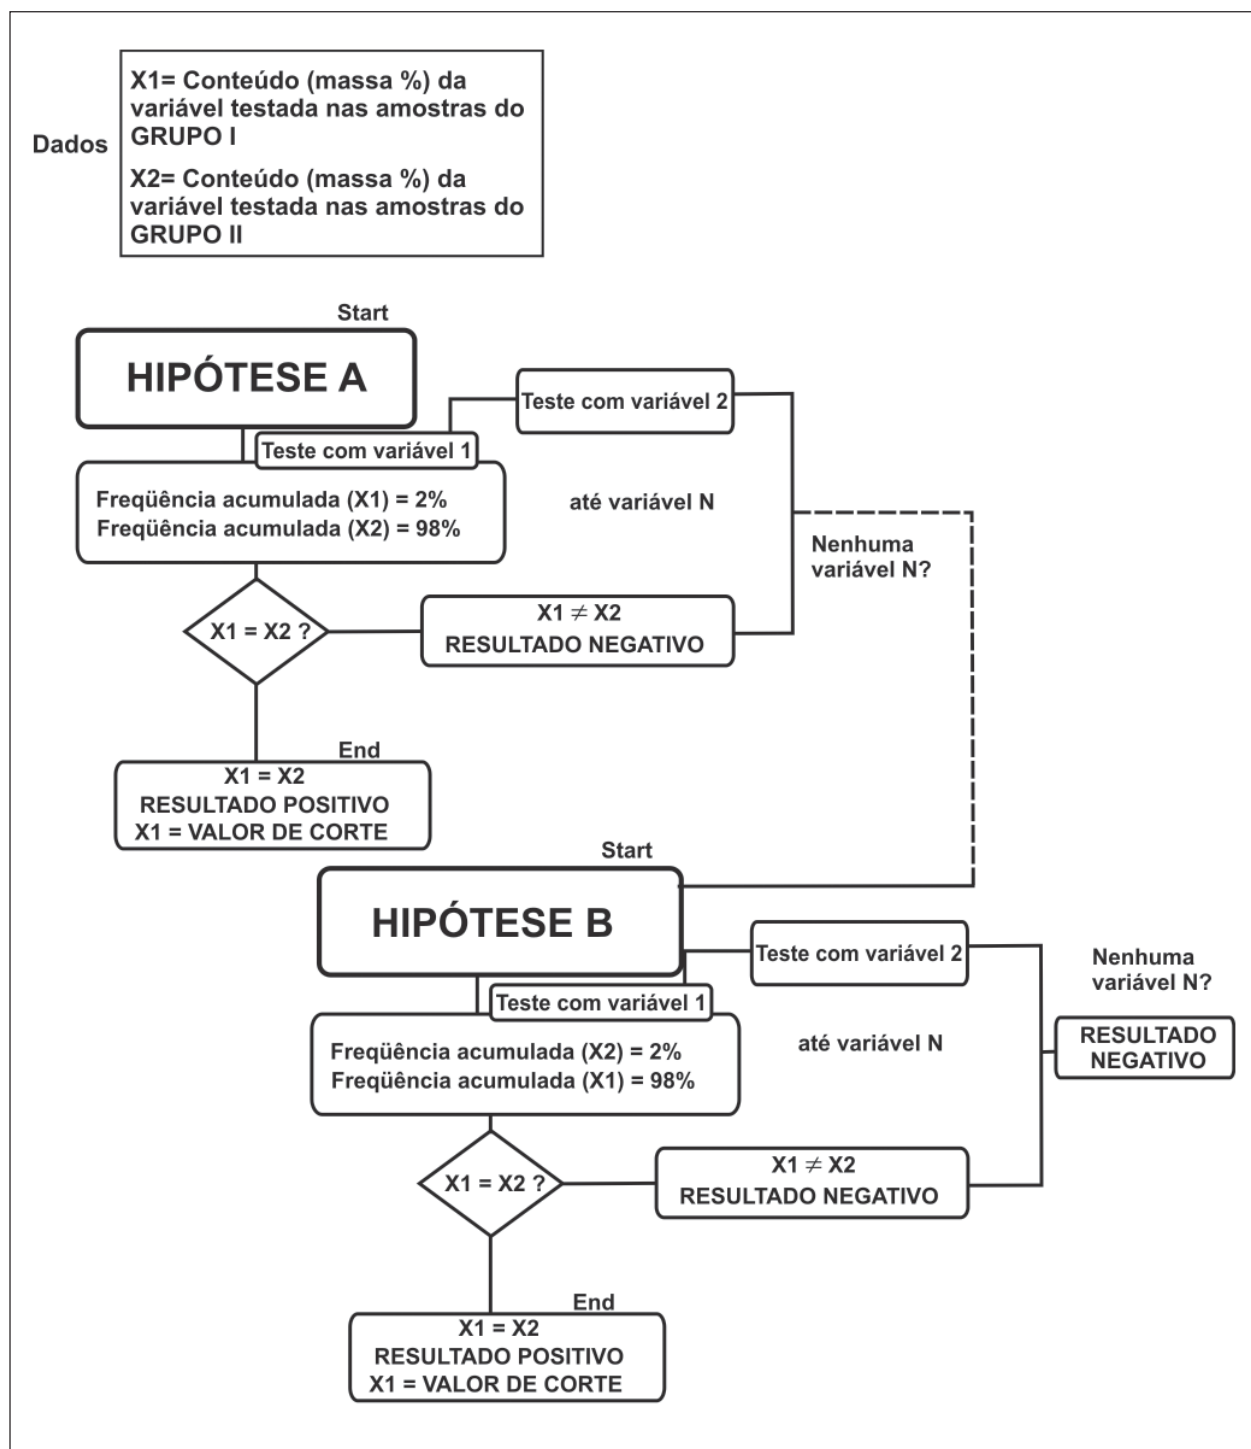 Dados
X1= Conteúdo (massa %) da
variável testada nas amostras do
GRUPO I
X2= Conteúdo (massa %) da
variável testada nas amostras do
GRUPO II
Start
HIPÓTESE A
Teste com variável 2
Teste com variável 1
Freqüência acumulada (X1) = 2%
Freqüência acumulada (X2) = 98%
até variável N
Nenhuma
variável N?
X1 = X2 ?
X1 ≠ X2
RESULTADO NEGATIVO
End
X1 = X2
RESULTADO POSITIVO
X1 = VALOR DE CORTE
Start
HIPÓTESE B
Teste com variável 2
Teste com variável 1
Freqüência acumulada (X2) = 2%
Freqüência acumulada (X1) = 98%
até variável N
Nenhuma
variável N?
RESULTADO
NEGATIVO
X1 = X2 ?
X1 ≠ X2
RESULTADO NEGATIVO
End
X1 = X2
RESULTADO POSITIVO
X1 = VALOR DE CORTE